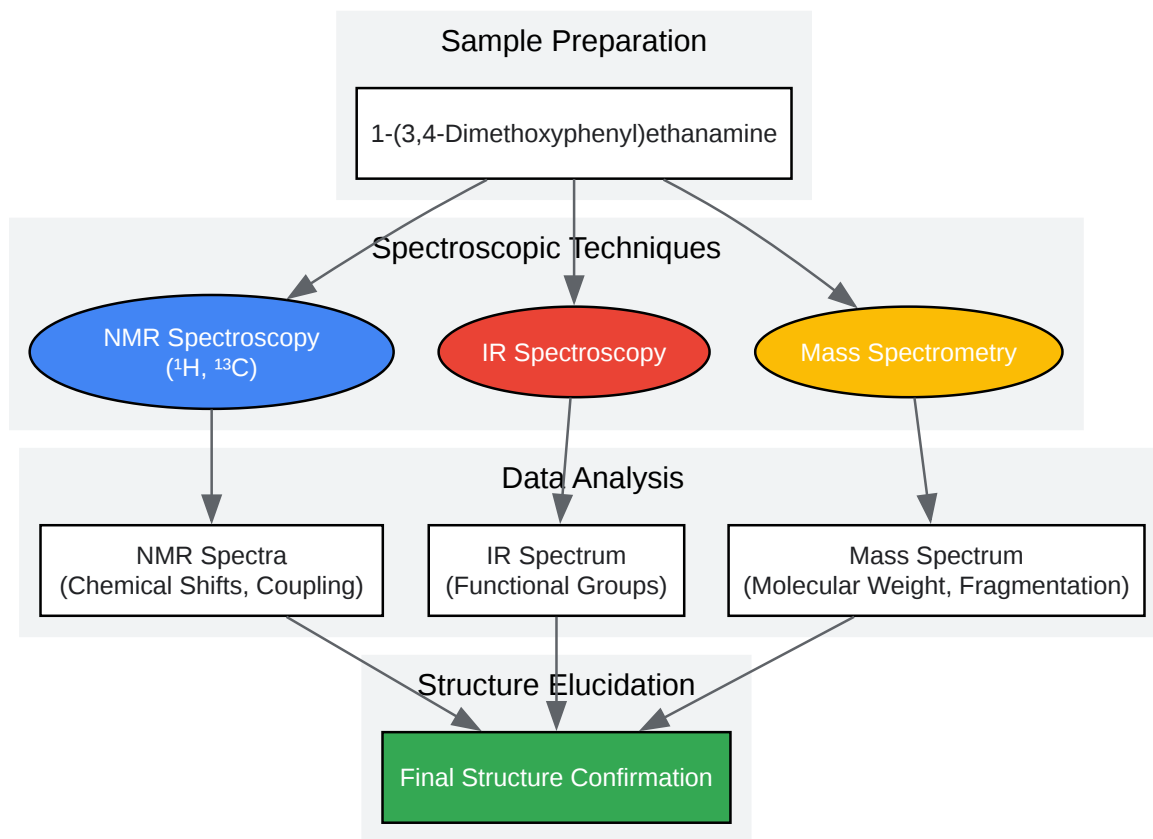 Sample Preparation
1-(3,4-Dimethoxyphenyl)ethanamine
Spectroscopic Techniques
NMR Spectroscopy
(¹H, ¹³C)
IR Spectroscopy
Mass Spectrometry
Data Analysis
NMR Spectra
(Chemical Shifts, Coupling)
IR Spectrum
(Functional Groups)
Mass Spectrum
(Molecular Weight, Fragmentation)
Structure Elucidation
Final Structure Confirmation